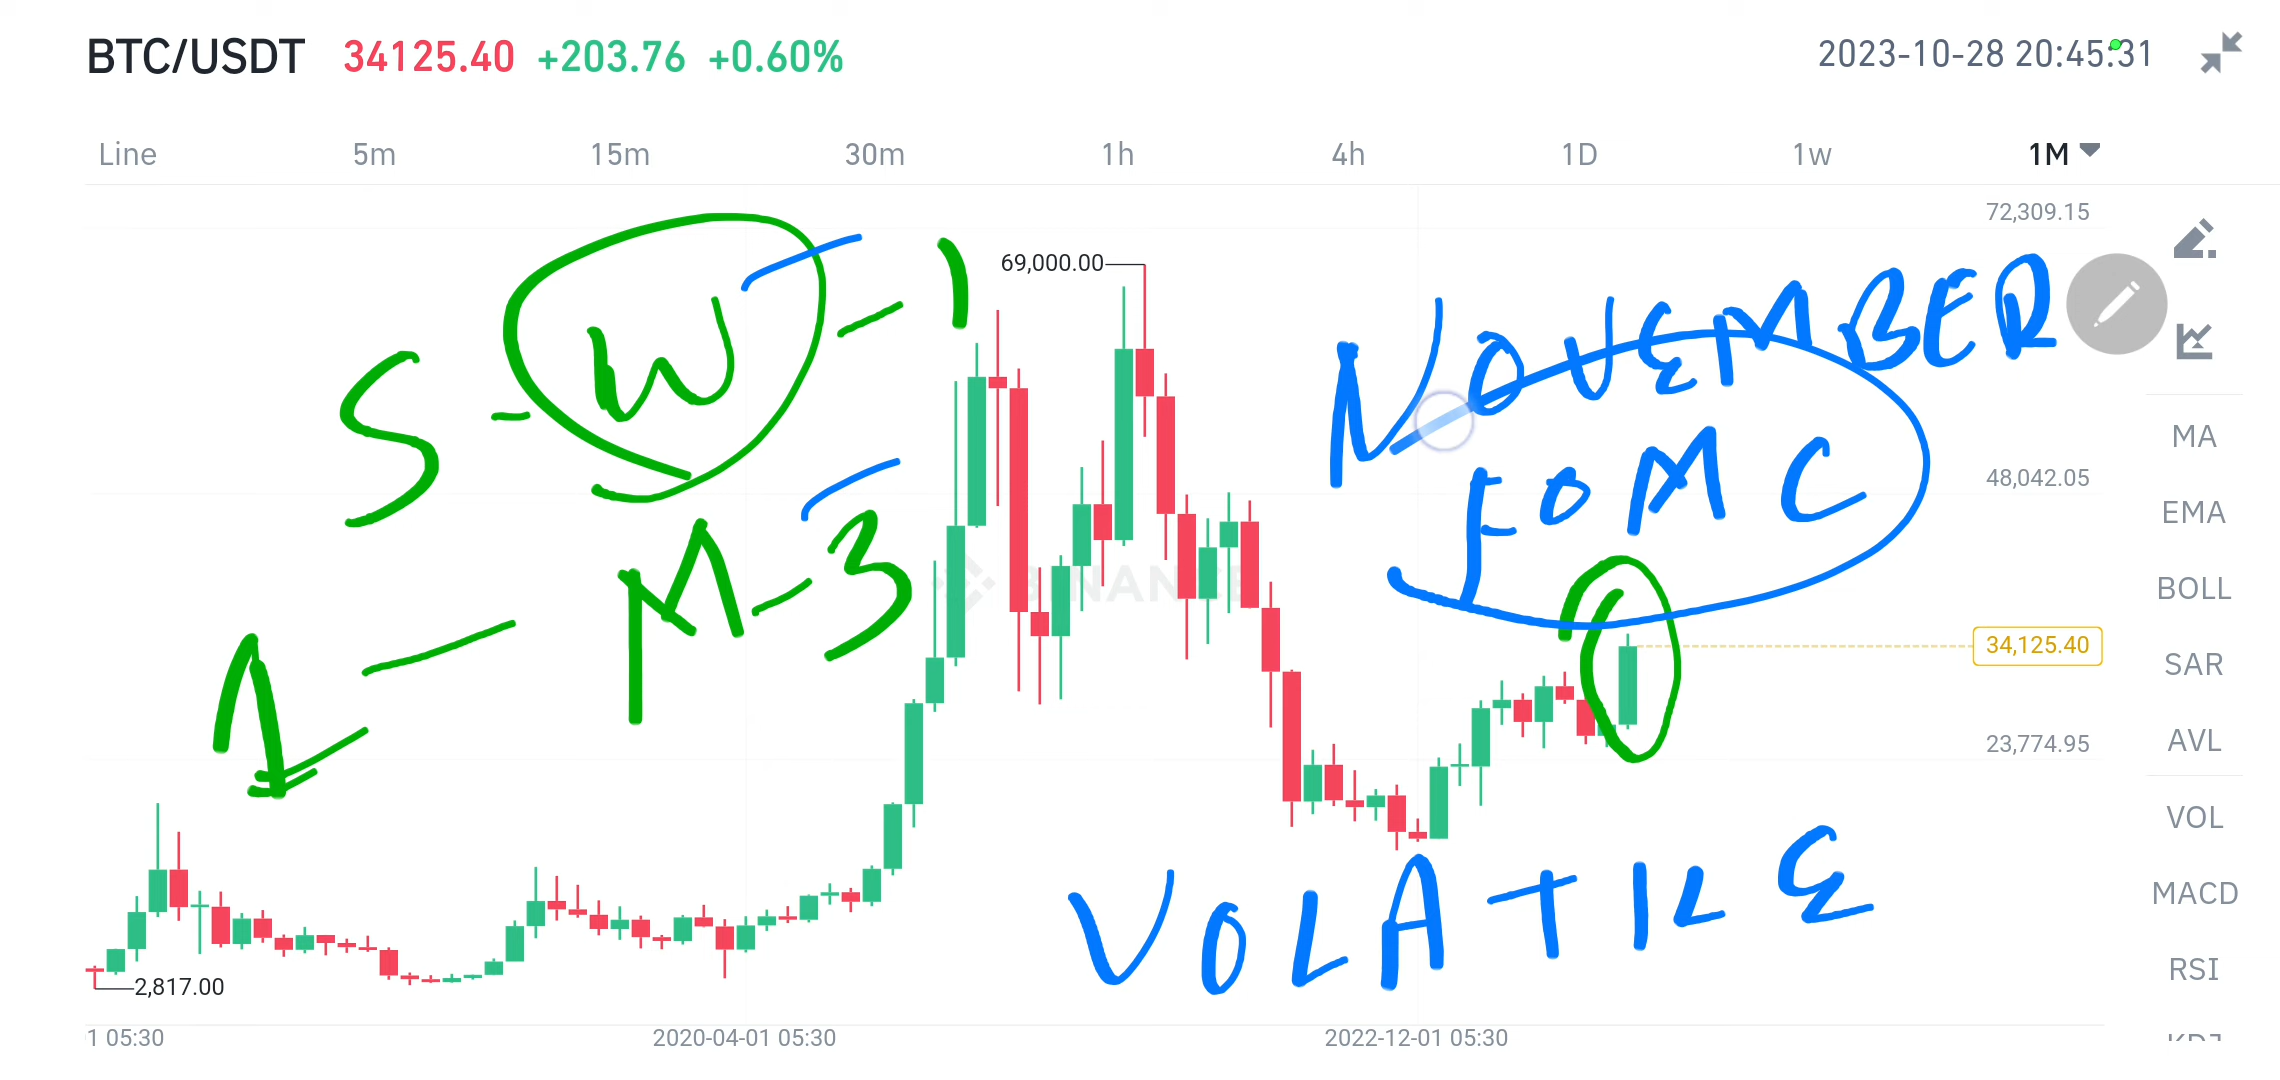 BTC/USDT 34125.40 +203.76 +0.60% 2023-10-28 20:45:31
Line 5m 15m 30m 1h 4h 1D 1w 1M
72,309.15
69,000.00
48,042.05
34,125.40
23,774.95
2,817.00
1 05:30 2020-04-01 05:30 2022-12-01 05:30
S - W - 1
1 - M - 3
NOVEMBER
FOMC
VOLATILE
BINANCE
MA
EMA
BOLL
SAR
AVL
VOL
MACD
RSI
KDJ